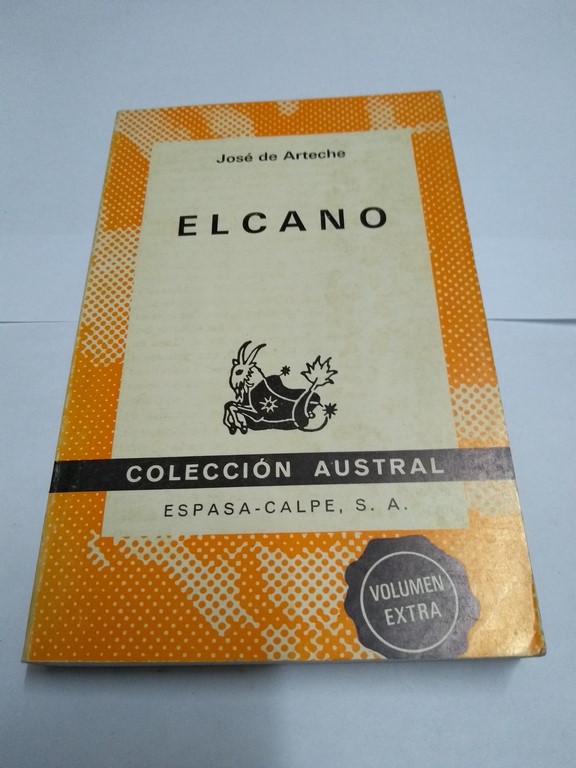 José de Arteche
ELCANO
COLECCIÓN AUSTRAL
ESPASA-CALPE, S. A.
VOLUMEN
EXTRA